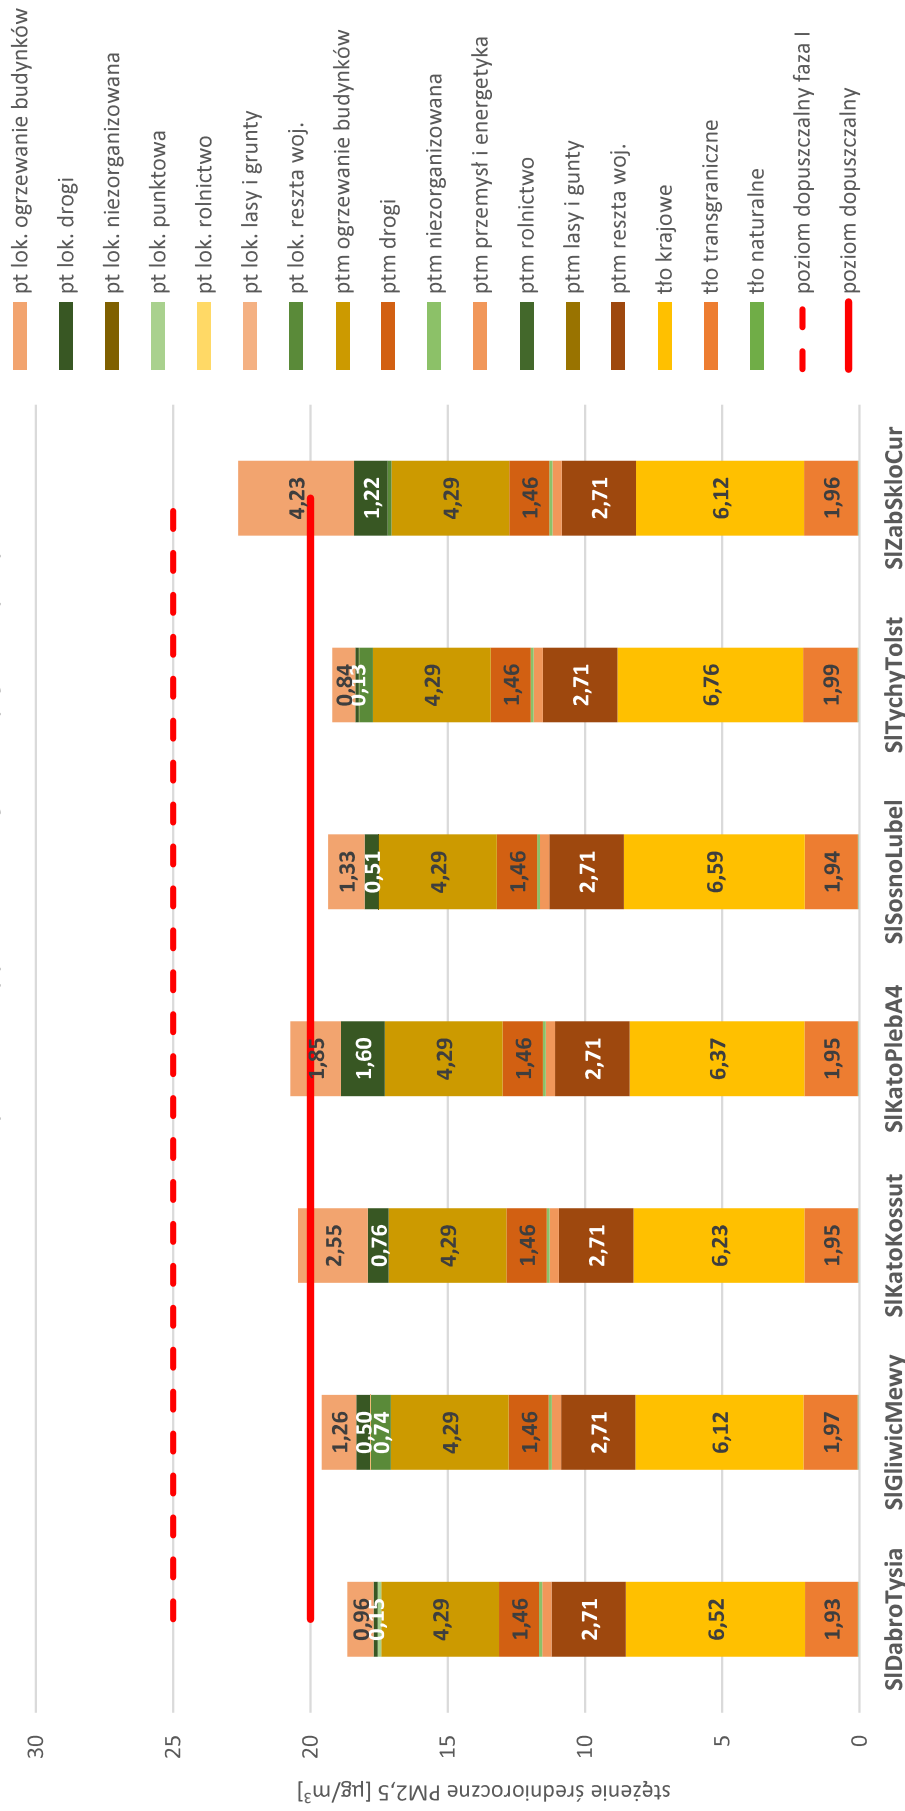 stężenie średnioroczne PM2,5 [µg/m³]
30
25
20
15
10
5
0
0,96
0,15
4,29
1,46
2,71
6,52
1,93
SlDabroTysia
1,26
0,50
0,74
4,29
1,46
2,71
6,12
1,97
SlGliwicMewy
2,55
0,76
4,29
1,46
2,71
6,23
1,95
SlKatoKossut
1,85
1,60
4,29
1,46
2,71
6,37
1,95
SlKatoPlebA4
1,33
0,51
4,29
1,46
2,71
6,59
1,94
SlSosnoLubel
0,84
0,13
4,29
1,46
2,71
6,76
1,99
SlTychyTolst
4,23
1,22
4,29
1,46
2,71
6,12
1,96
SlZabSkloCur
pt lok. ogrzewanie budynków
pt lok. drogi
pt lok. niezorganizowana
pt lok. punktowa
pt lok. rolnictwo
pt lok. lasy i grunty
pt lok. reszta woj.
ptm ogrzewanie budynków
ptm drogi
ptm niezorganizowana
ptm przemysł i energetyka
ptm rolnictwo
ptm lasy i gunty
ptm reszta woj.
tło krajowe
tło transgraniczne
tło naturalne
poziom dopuszczalny faza I
poziom dopuszczalny